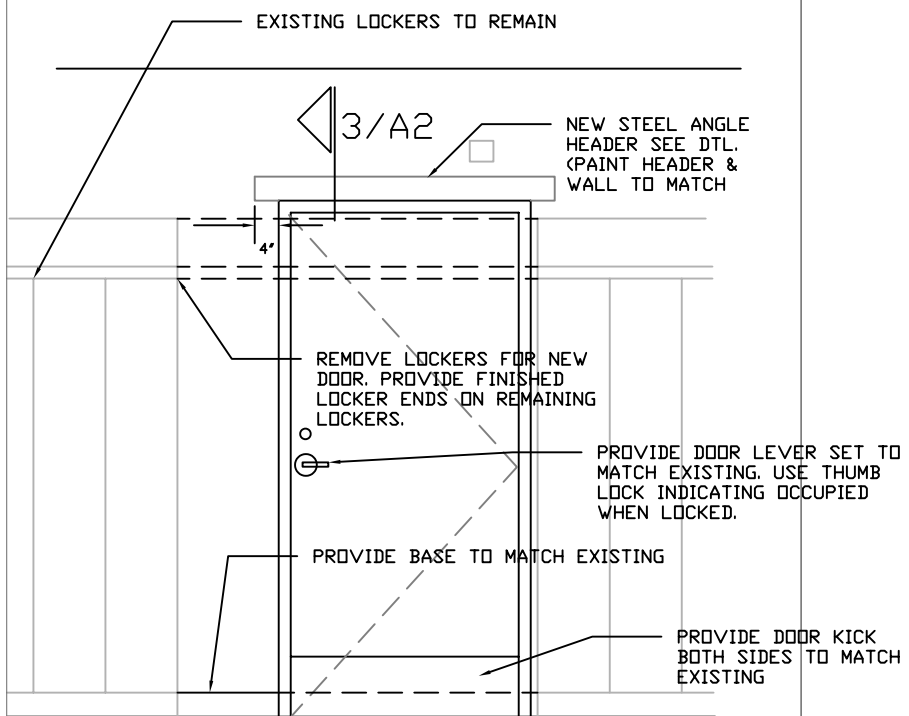 EXISTING LOCKERS TO REMAIN
3/A2
NEW STEEL ANGLE
HEADER SEE DTL.
(PAINT HEADER &
WALL TO MATCH
4"
REMOVE LOCKERS FOR NEW
DOOR. PROVIDE FINISHED
LOCKER ENDS ON REMAINING
LOCKERS.
PROVIDE DOOR LEVER SET TO
MATCH EXISTING. USE THUMB
LOCK INDICATING OCCUPIED
WHEN LOCKED.
PROVIDE BASE TO MATCH EXISTING
PROVIDE DOOR KICK
BOTH SIDES TO MATCH
EXISTING